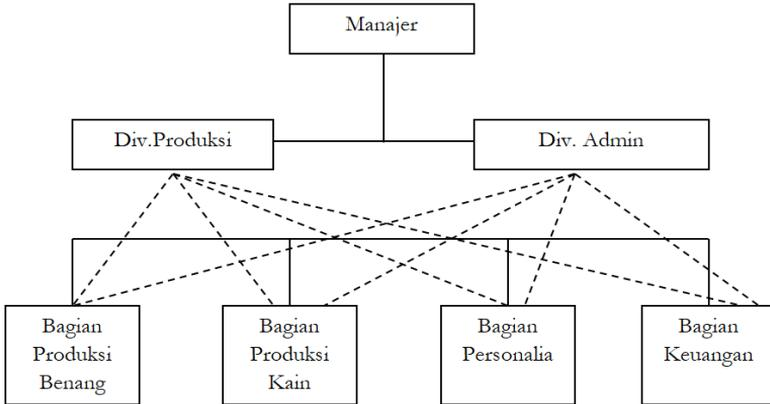 Manajer
Div.Produksi
Div. Admin
Bagian
Produksi
Benang
Bagian
Produksi
Kain
Bagian
Personalia
Bagian
Keuangan